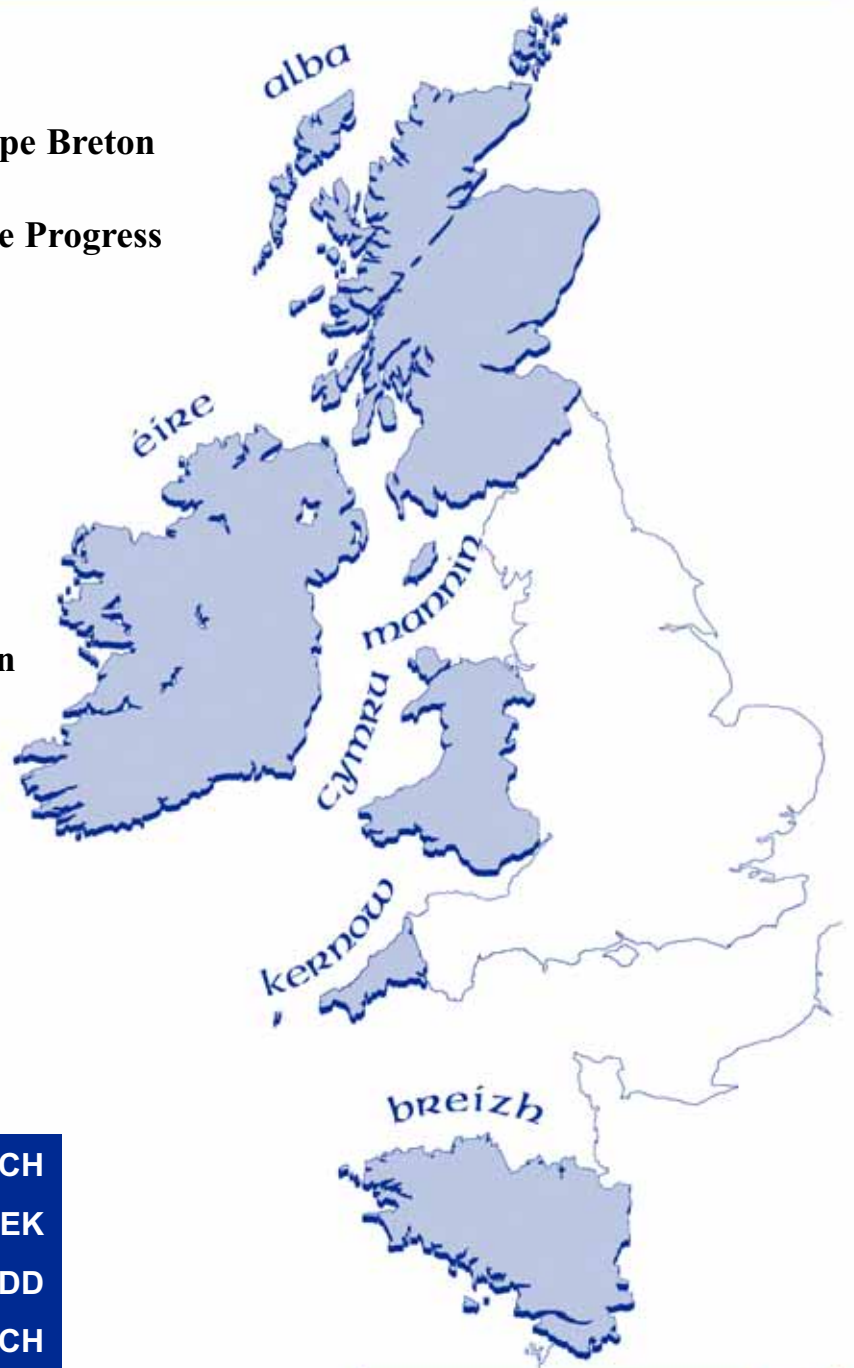 alba
pe Breton
e Progress
éire
mannin
n
cymru
kernow
breizh
CH
EK
DD
CH